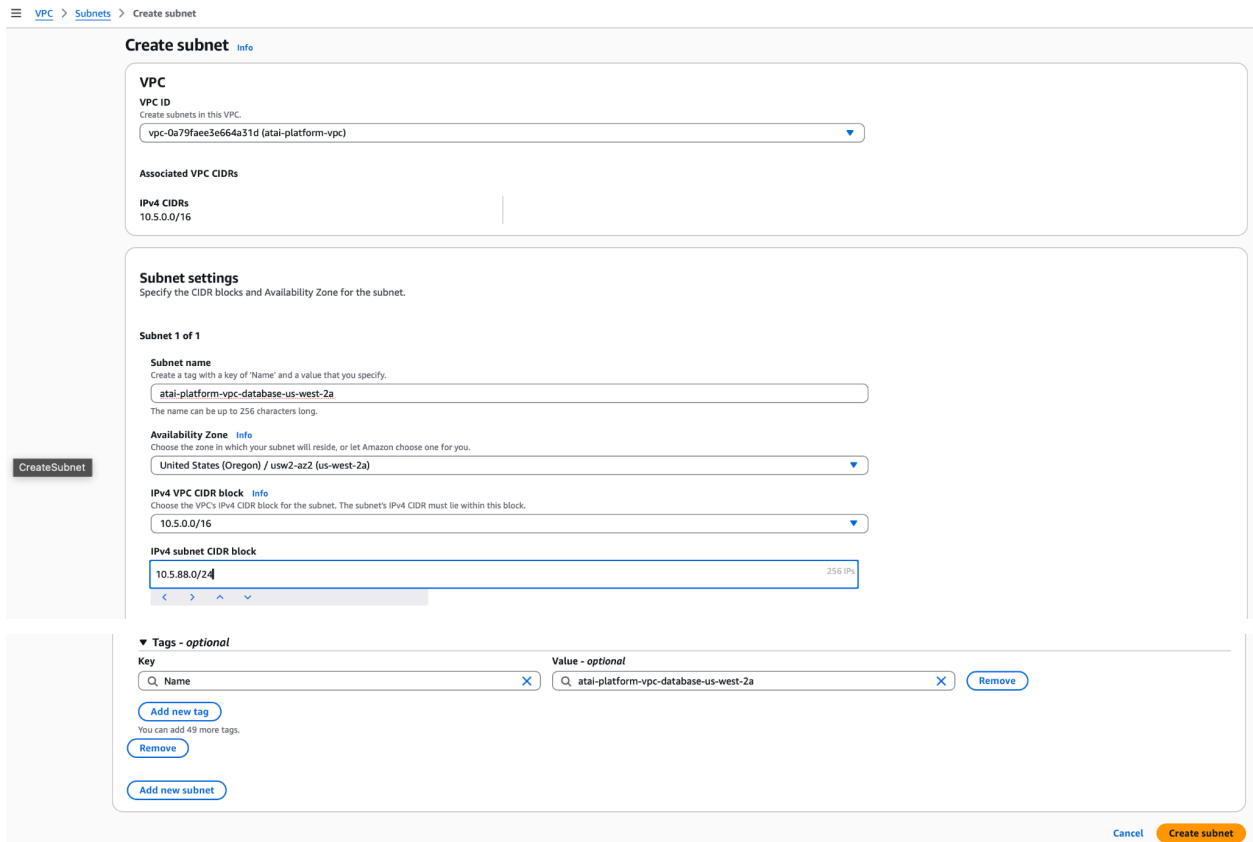 VPC > Subnets > Create subnet
Create subnet Info
VPC
VPC ID
Create subnets in this VPC.
vpc-0a79faee3e664a31d (atai-platform-vpc)
Associated VPC CIDRs
IPv4 CIDRs
10.5.0.0/16
Subnet settings
Specify the CIDR blocks and Availability Zone for the subnet.
Subnet 1 of 1
Subnet name
Create a tag with a key of 'Name' and a value that you specify.
atai-platform-vpc-database-us-west-2a
The name can be up to 256 characters long.
Availability Zone Info
Choose the zone in which your subnet will reside, or let Amazon choose one for you.
CreateSubnet
United States (Oregon) / usw2-az2 (us-west-2a)
IPv4 VPC CIDR block Info
Choose the VPC's IPv4 CIDR block for the subnet. The subnet's IPv4 CIDR must lie within this block.
10.5.0.0/16
IPv4 subnet CIDR block
10.5.88.0/24 256 IPs
Tags - optional
Key Value - optional
Name atai-platform-vpc-database-us-west-2a Remove
Add new tag
You can add 49 more tags.
Remove
Add new subnet
Cancel Create subnet